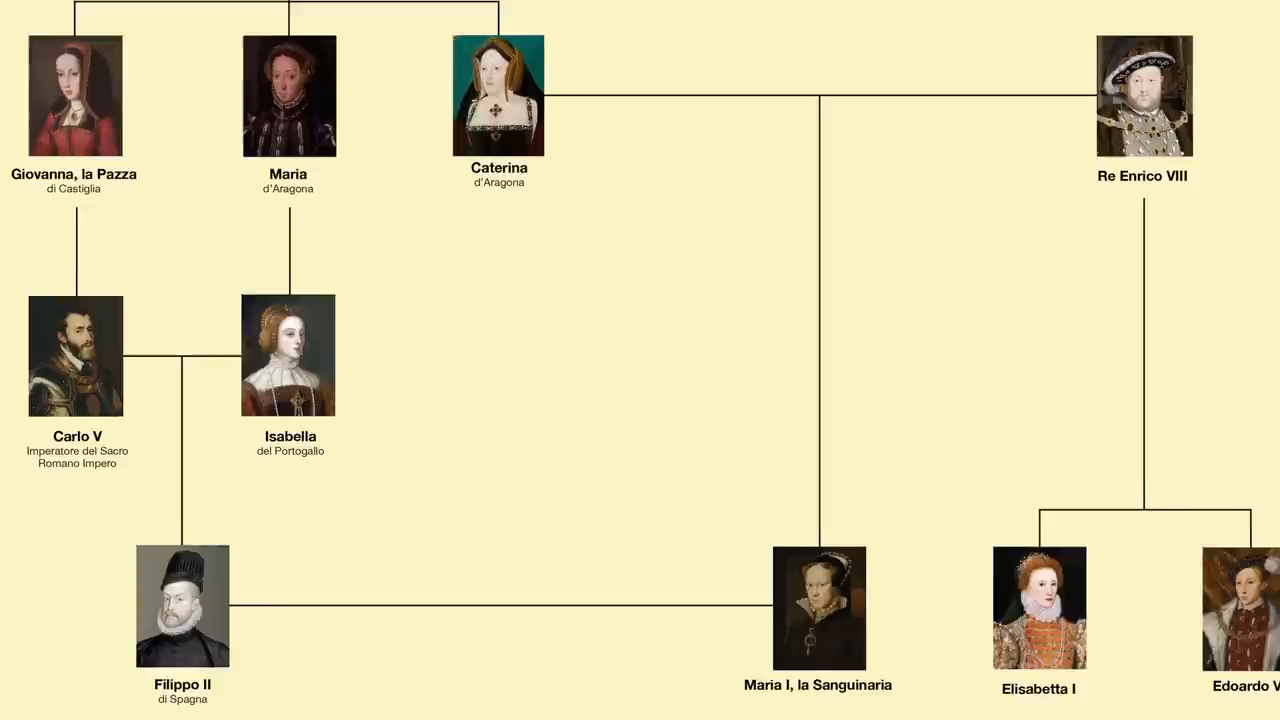 Giovanna, la Pazza
di Castiglia
Maria
d'Aragona
Caterina
d'Aragona
Re Enrico VIII
Carlo V
Imperatore del Sacro
Romano Impero
Isabella
del Portogallo
Filippo II
di Spagna
Maria I, la Sanguinaria
Elisabetta I
Edoardo V